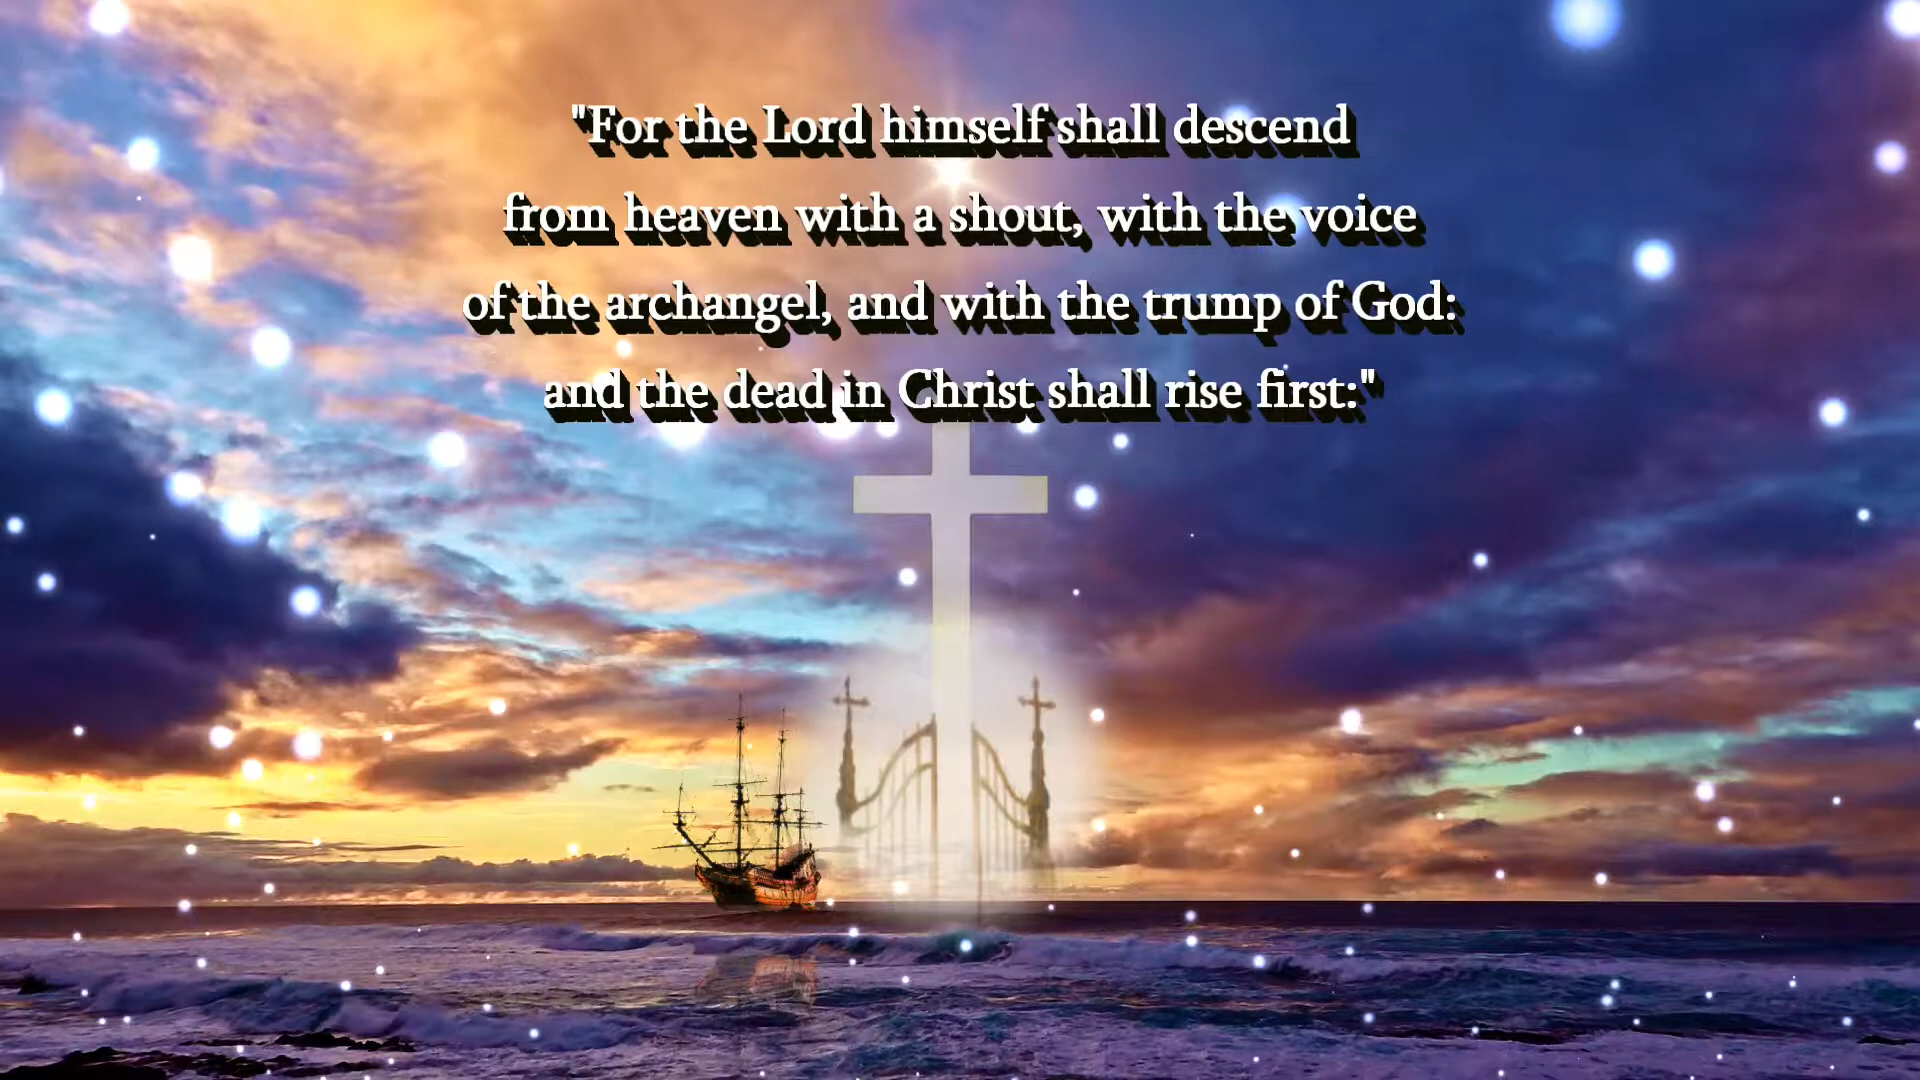 "For the Lord himself shall descend
from heaven with a shout, with the voice
of the archangel, and with the trump of God:
and the dead in Christ shall rise first:"